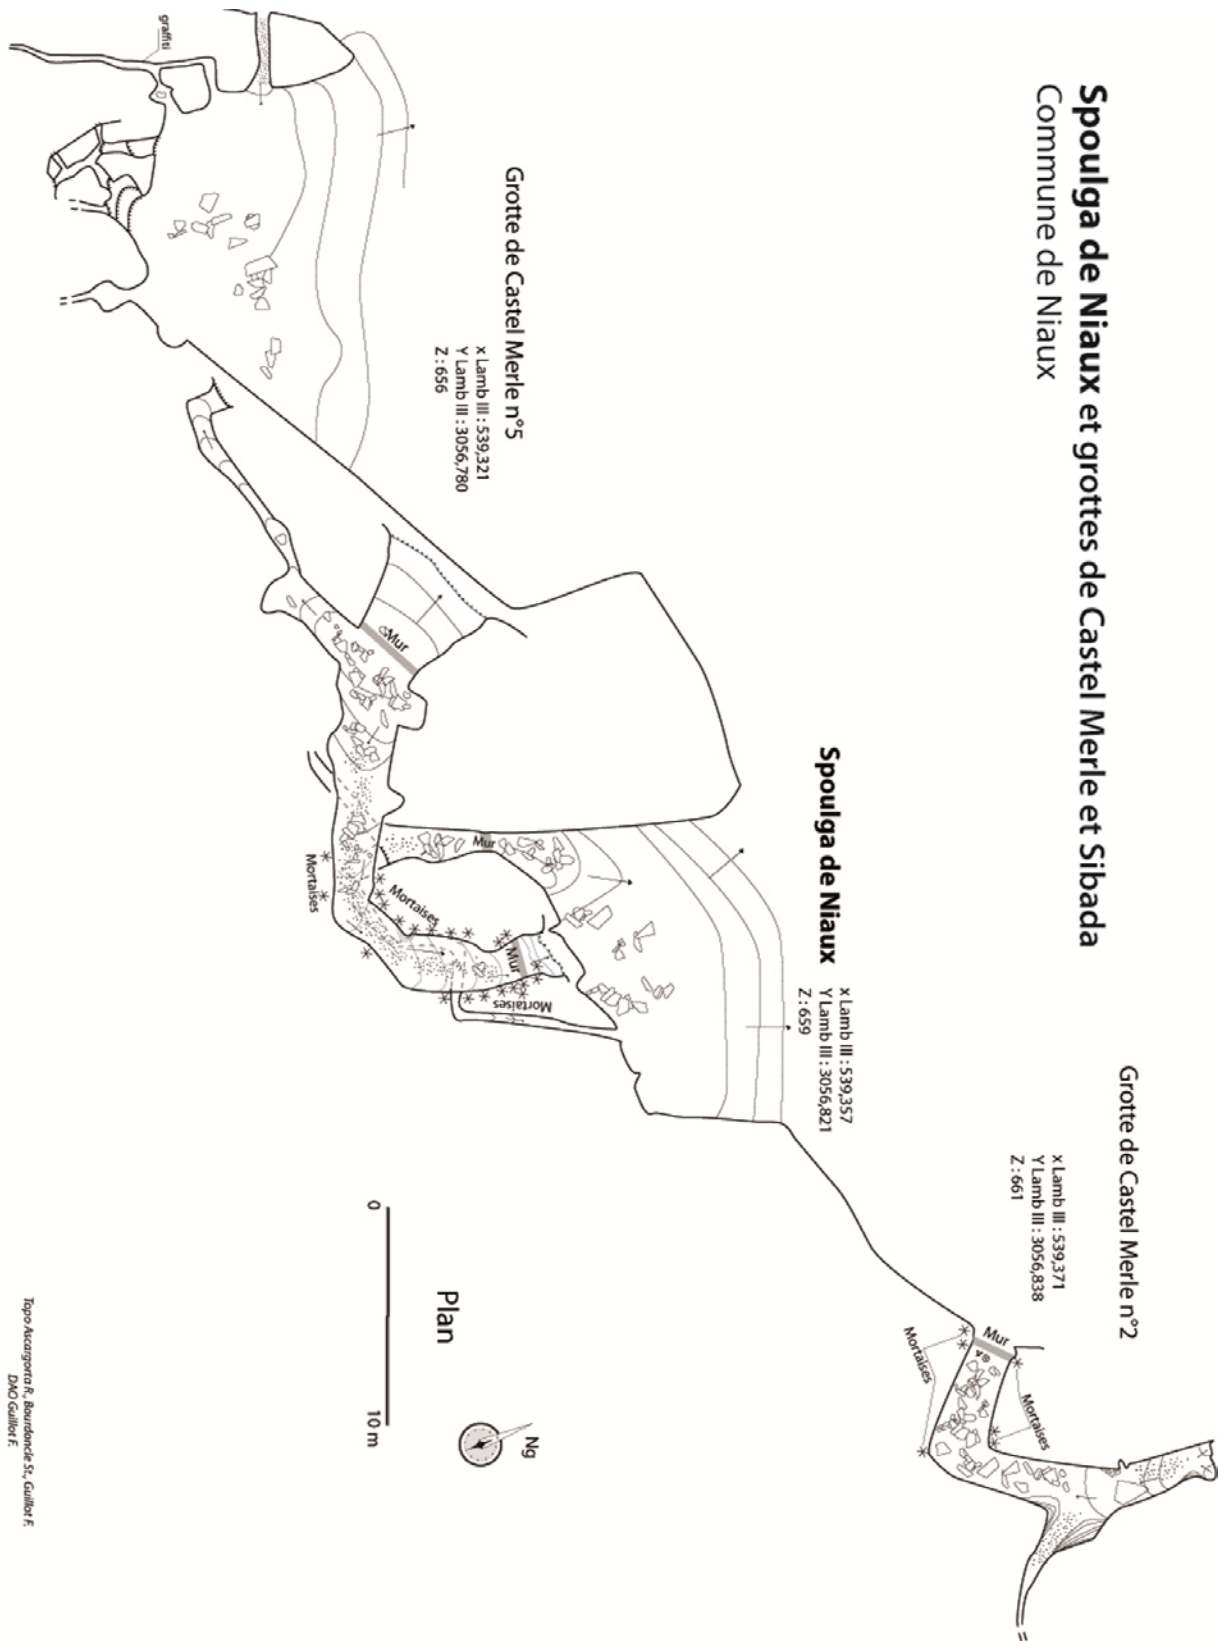 Spoulga de Niaux et grottes de Castel Merle et Sibada
Commune de Niaux
Grotte de Castel Merle n°2
x Lamb III : 539,371
Y Lamb III : 3056,838
Z : 661
Mur
Mortaises
Mortaises
Spoulga de Niaux
x Lamb III : 539,357
Y Lamb III : 3056,821
Z : 659
Mur
Mur
Mortaises
Mortaises
Mortaises
Grotte de Castel Merle n°5
x Lamb III : 539,321
Y Lamb III : 3056,780
Z : 656
Mur
graffiti
Ng
Plan
0
10 m
Topo Ascargorta R., Bourdoncle St., Guillot F.
DAO Guillot F.